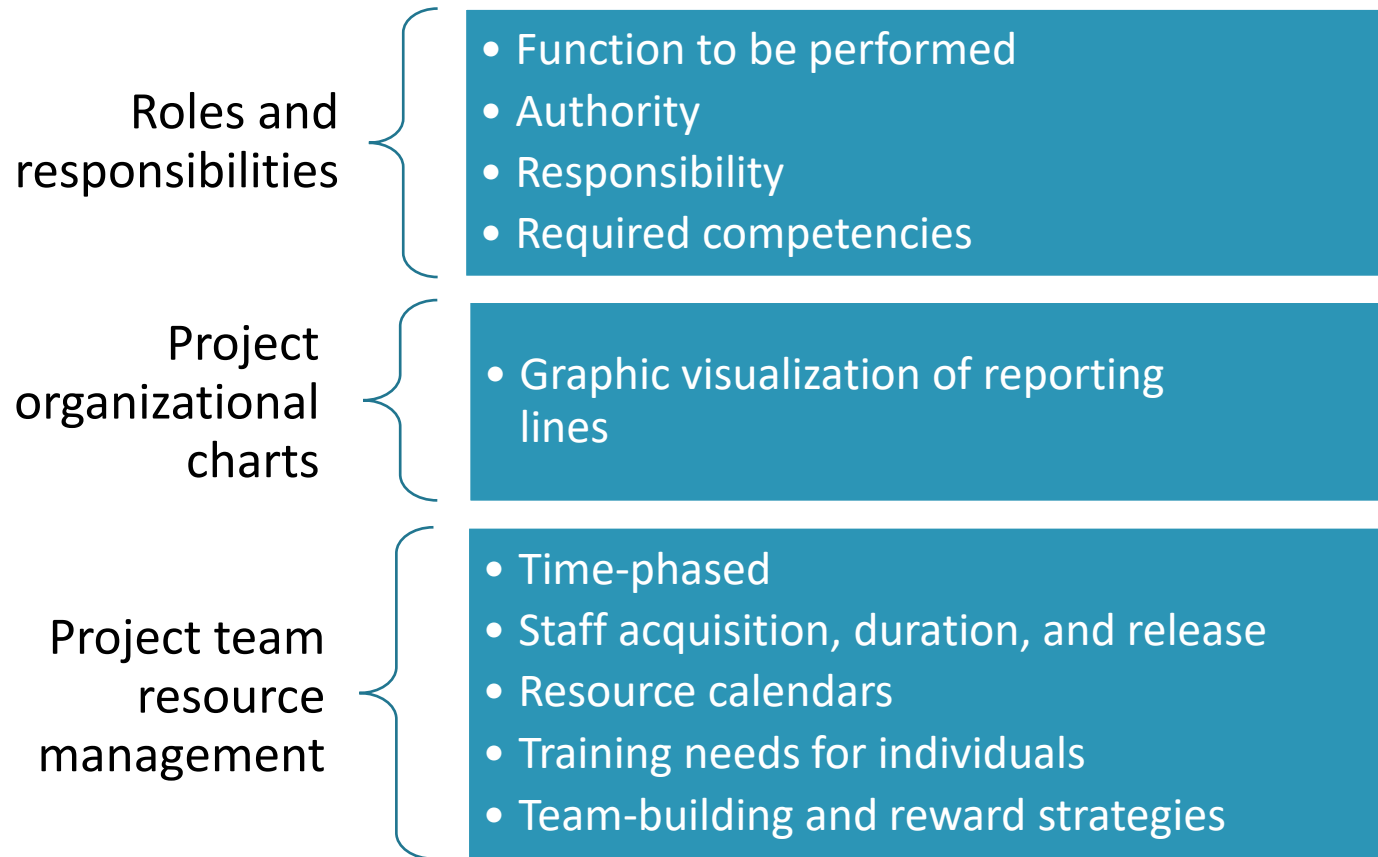 Roles and
responsibilities
• Function to be performed
• Authority
• Responsibility
• Required competencies
Project
organizational
charts
• Graphic visualization of reporting
lines
Project team
resource
management
• Time-phased
• Staff acquisition, duration, and release
• Resource calendars
• Training needs for individuals
• Team-building and reward strategies